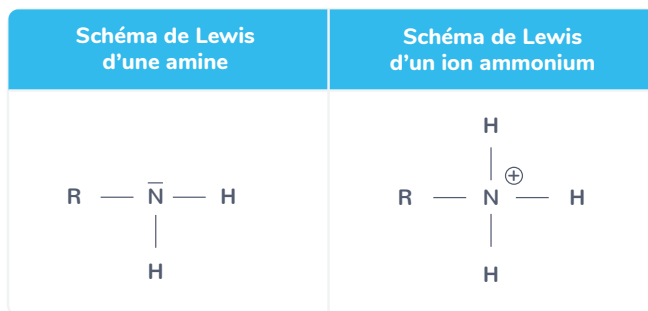 Schéma de Lewis
d'une amine
Schéma de Lewis
d'un ion ammonium
R N H
H
H
R N ⊕ H
H